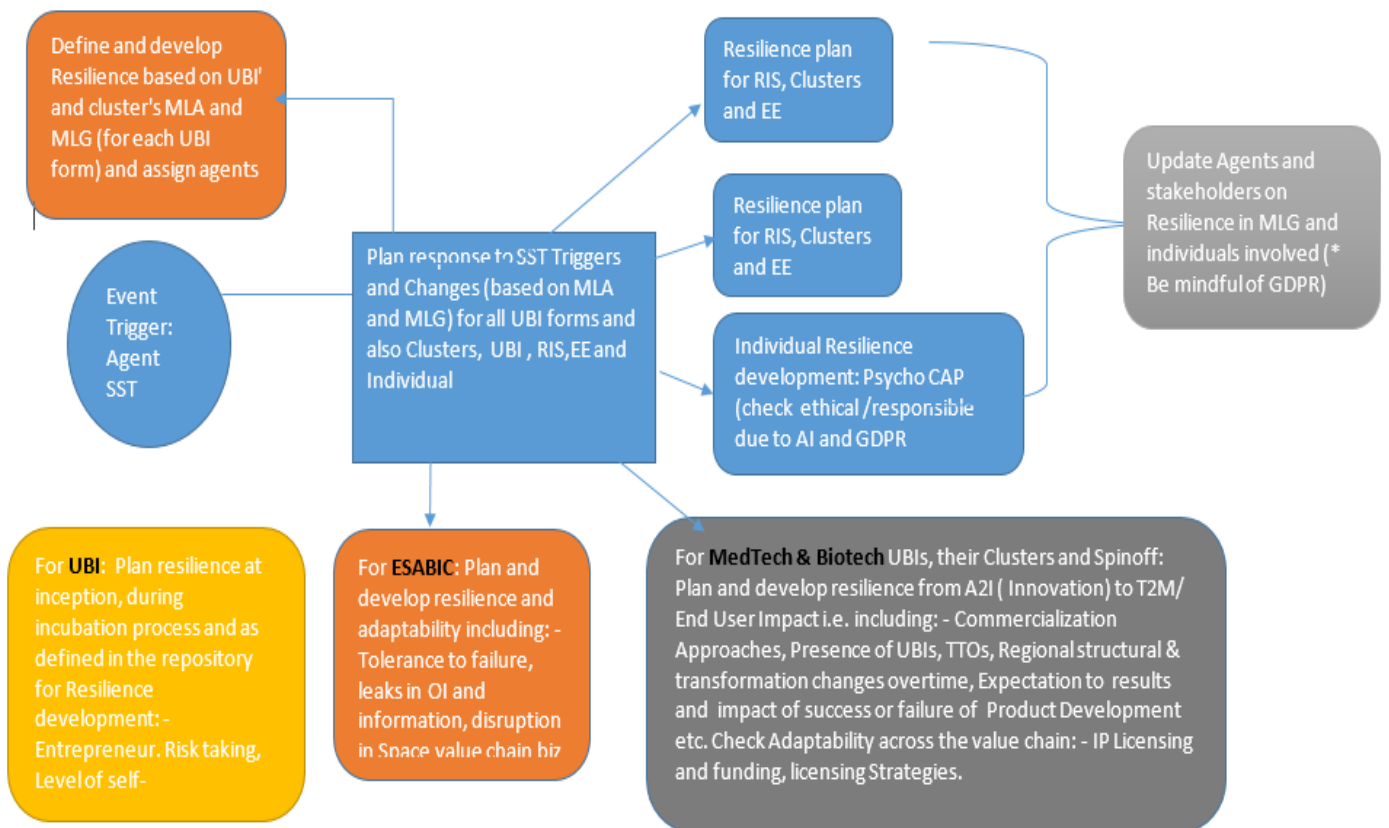 Define and develop
Resilience based on UBI'
and cluster's MLA and
MLG (for each UBI
form) and assign agents
Resilience plan
for RIS, Clusters
and EE
Update Agents and
stakeholders on
Resilience in MLG and
individuals involved (*
Be mindful of GDPR)
Resilience plan
for RIS, Clusters
and EE
Event
Trigger:
Agent
SST
Plan response to SST Triggers
and Changes (based on MLA
and MLG) for all UBI forms and
also Clusters, UBI , RIS,EE and
Individual
Individual Resilience
development: Psycho CAP
(check ethical /responsible
due to AI and GDPR
For UBI: Plan resilience at
inception, during
incubation process and as
defined in the repository
for Resilience
development: -
Entrepreneur. Risk taking,
Level of self-
For ESABIC: Plan and
develop resilience and
adaptability including: -
Tolerance to failure,
leaks in OI and
information, disruption
in Space value chain biz
For MedTech & Biotech UBIs, their Clusters and Spinoff:
Plan and develop resilience from A2I ( Innovation) to T2M/
End User Impact i.e. including: - Commercialization
Approaches, Presence of UBIs, TTOs, Regional structural &
transformation changes overtime, Expectation to results
and impact of success or failure of Product Development
etc. Check Adaptability across the value chain: - IP Licensing
and funding, licensing Strategies.